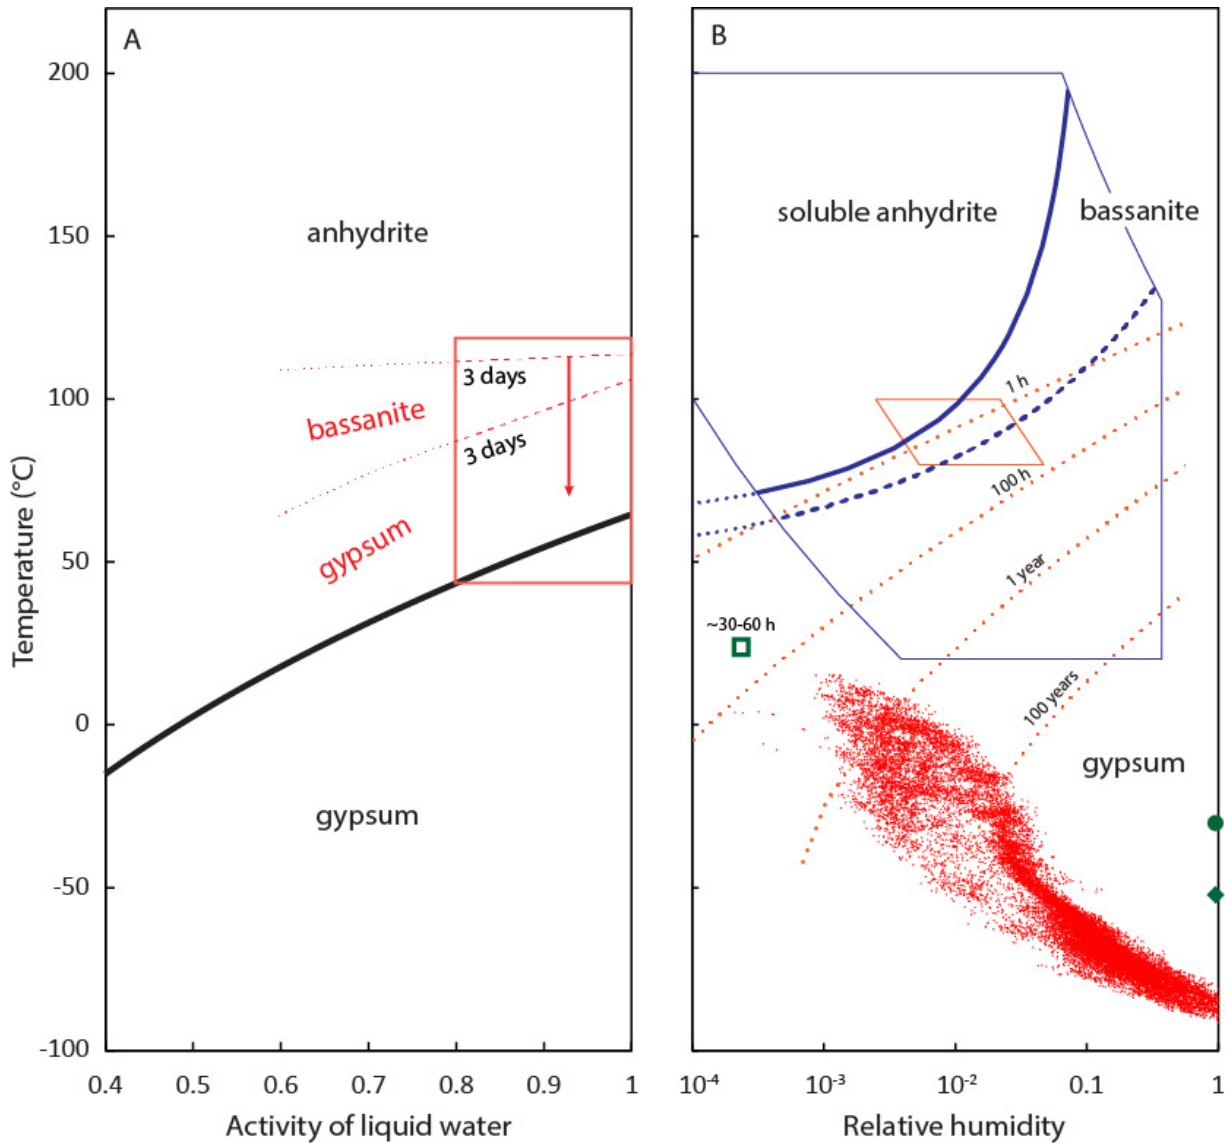 A
B
200
150
100
50
0
-50
-100
Temperature (°C)
anhydrite
3 days
bassanite
3 days
gypsum
gypsum
0.4
0.5
0.6
0.7
0.8
0.9
1
Activity of liquid water
soluble anhydrite
bassanite
1 h
100 h
1 year
~30-60 h
100 years
gypsum
10-4
10-3
10-2
0.1
1
Relative humidity